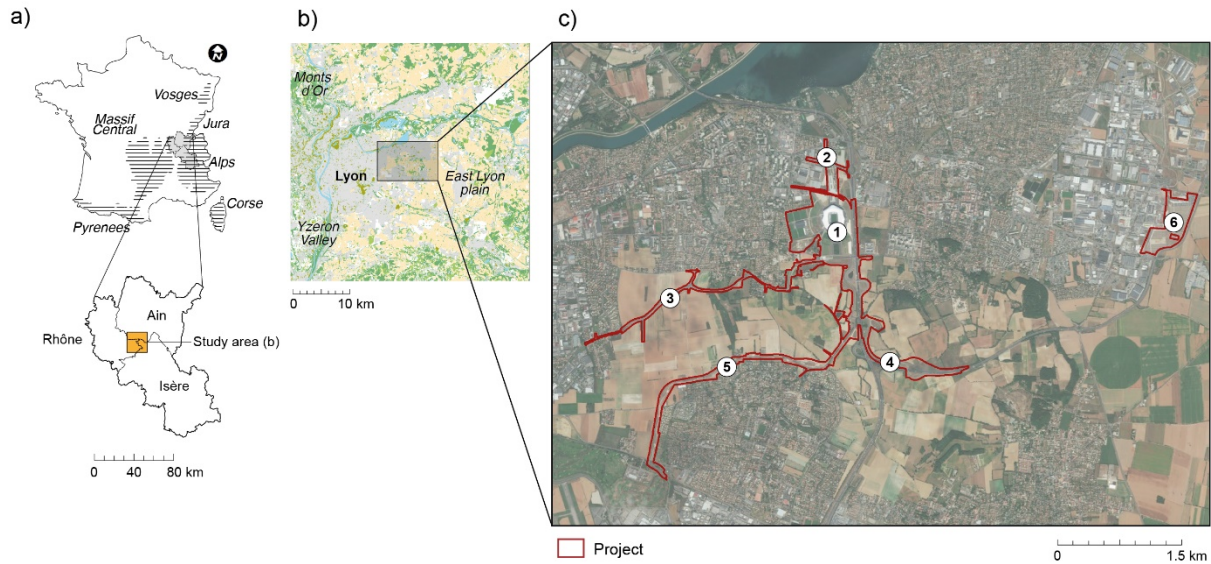 a)
N
Vosges
Massif
Central
Jura
Alps
Corse
Pyrenees
Ain
Rhône
Study area (b)
Isère
0 40 80 km
b)
Monts
d'Or
Lyon
East Lyon
plain
Yzeron
Valley
0 10 km
c)
2
1
6
3
5
4
Project
0 1.5 km